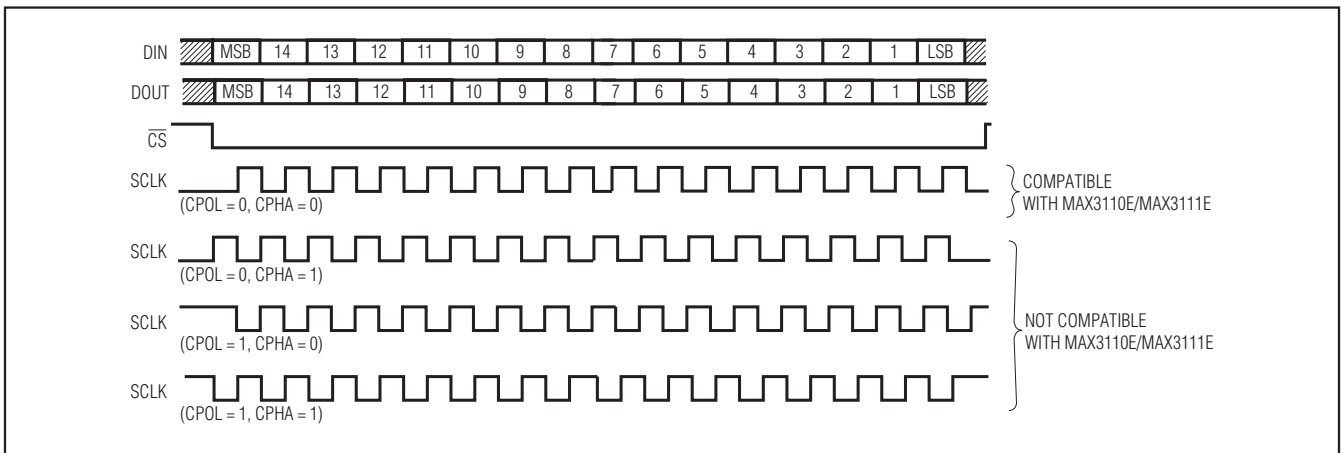 DIN MSB 14 13 12 11 10 9 8 7 6 5 4 3 2 1 LSB
DOUT MSB 14 13 12 11 10 9 8 7 6 5 4 3 2 1 LSB
CS
SCLK
(CPOL = 0, CPHA = 0)
COMPATIBLE
WITH MAX3110E/MAX3111E
SCLK
(CPOL = 0, CPHA = 1)
SCLK
(CPOL = 1, CPHA = 0)
NOT COMPATIBLE
WITH MAX3110E/MAX3111E
SCLK
(CPOL = 1, CPHA = 1)